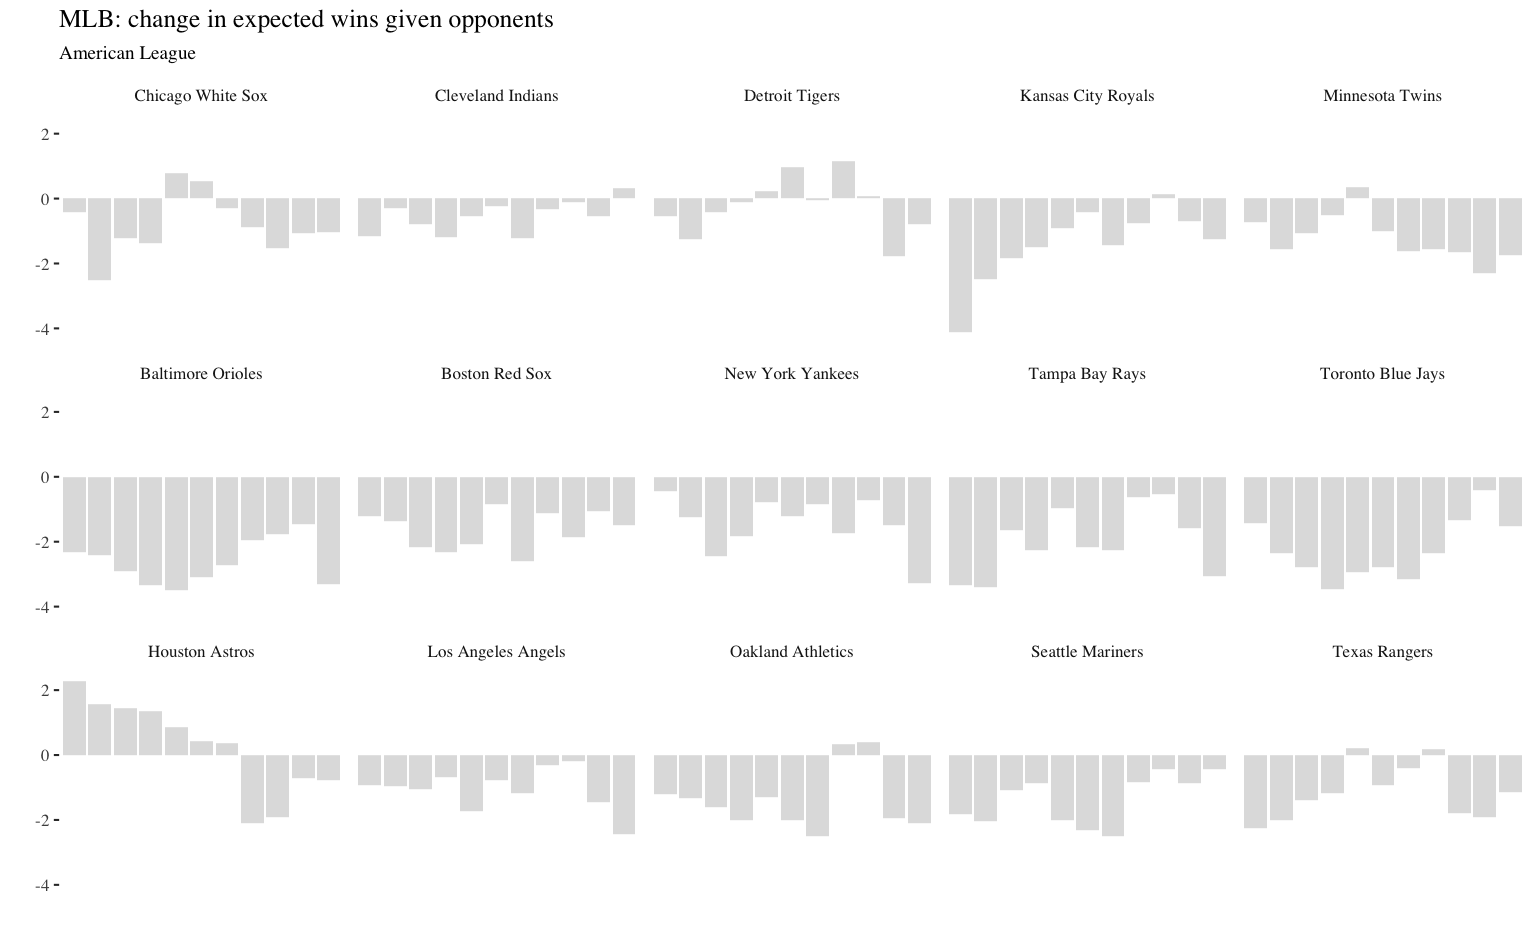 MLB: change in expected wins given opponents
American League
Chicago White Sox Cleveland Indians Detroit Tigers Kansas City Royals Minnesota Twins
2
0
-2
-4
Baltimore Orioles Boston Red Sox New York Yankees Tampa Bay Rays Toronto Blue Jays
2
0
-2
-4
Houston Astros Los Angeles Angels Oakland Athletics Seattle Mariners Texas Rangers
2
0
-2
-4